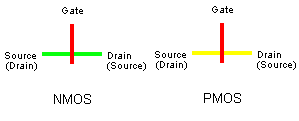 Gate
Source
(Drain)
Drain
(Source)
NMOS
Gate
Source
(Drain)
Drain
(Source)
PMOS